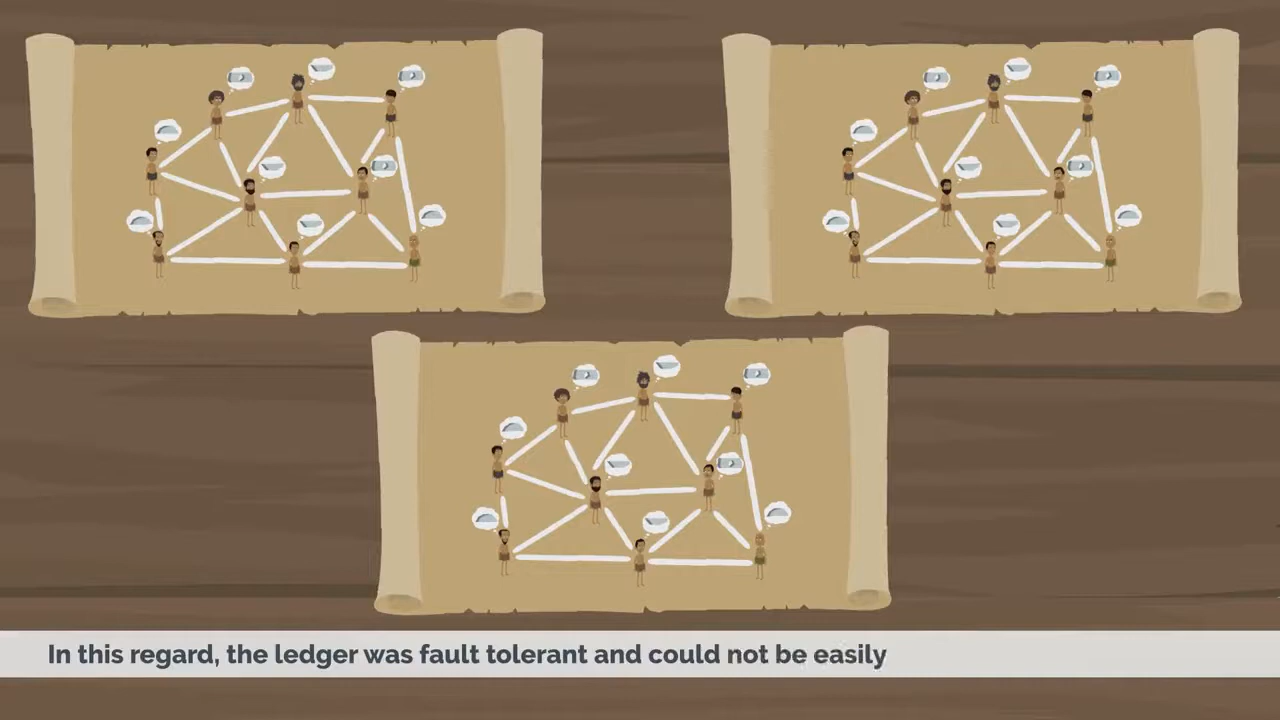 In this regard, the ledger was fault tolerant and could not be easily